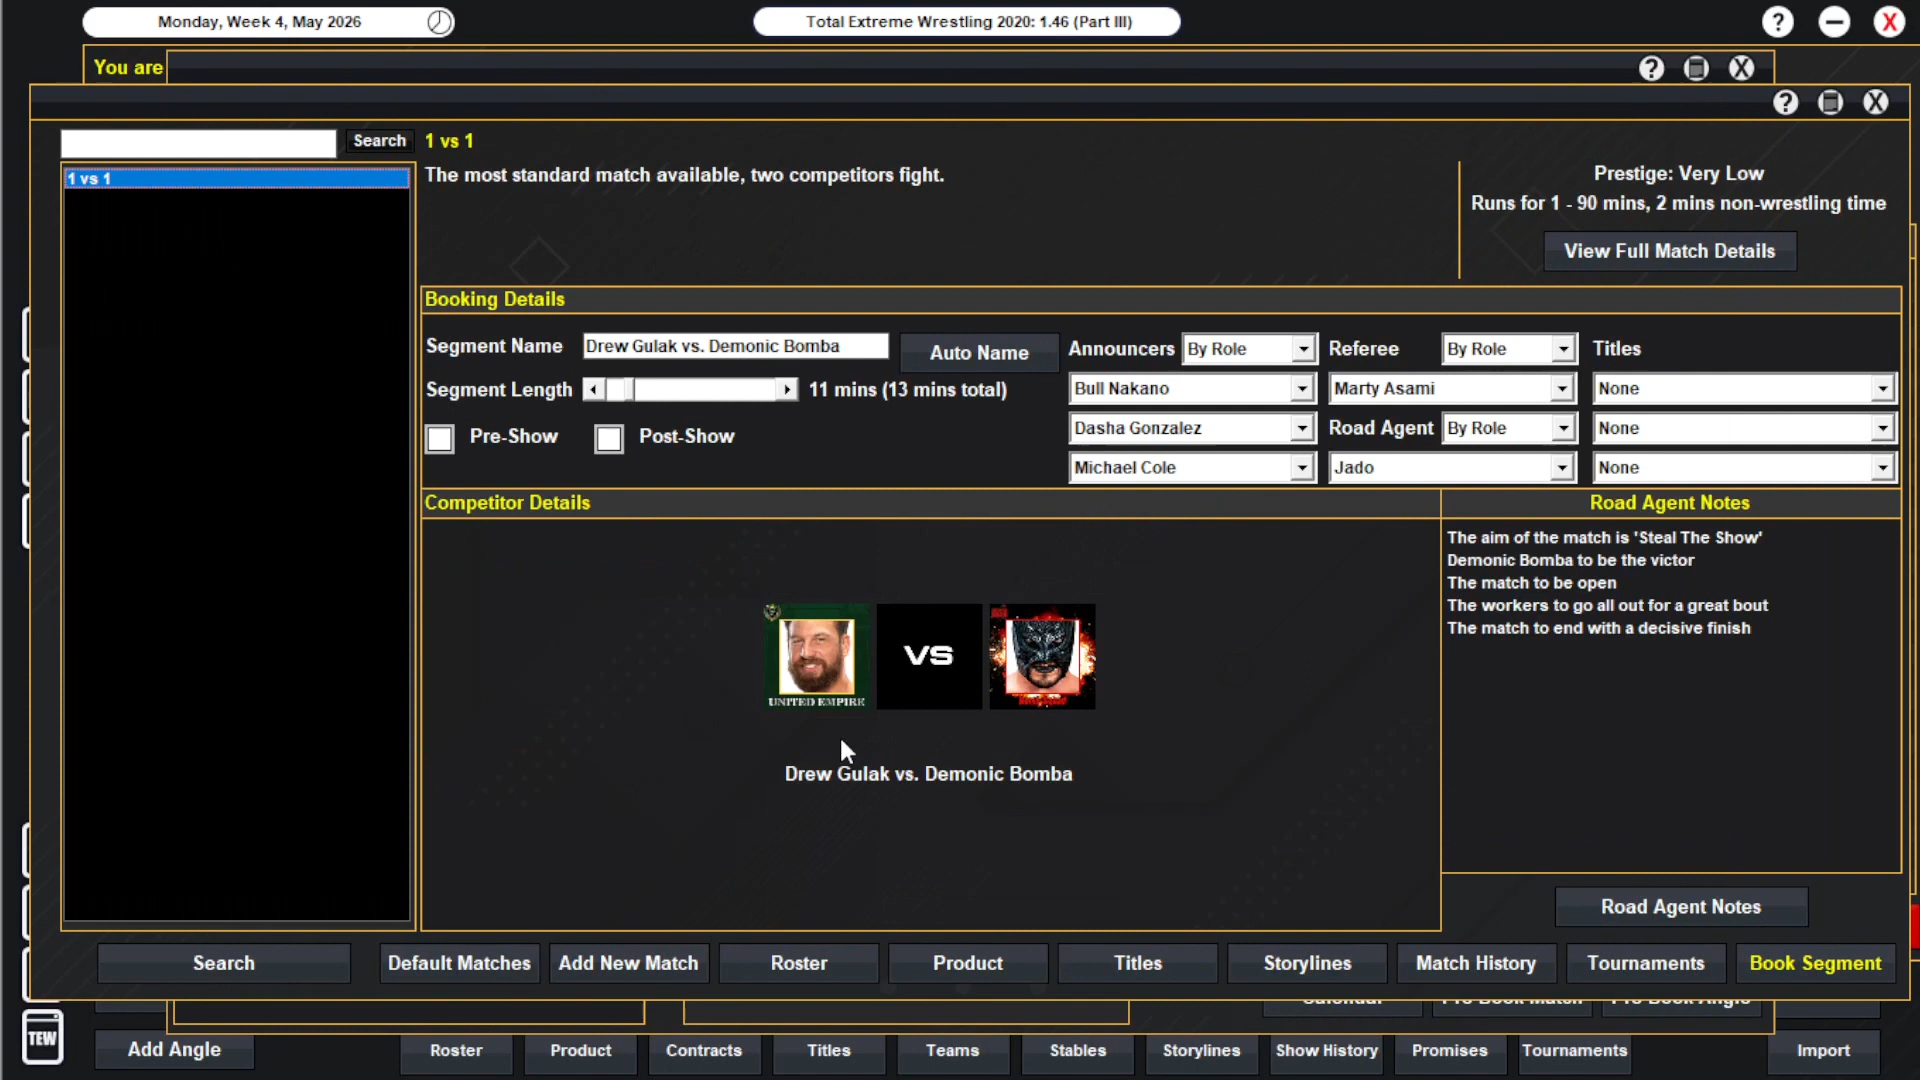 Monday, Week 4, May 2026
Total Extreme Wrestling 2020: 1.46 (Part III)
You are
Search
1 vs 1
1 vs 1
The most standard match available, two competitors fight.
Prestige: Very Low
Runs for 1 - 90 mins, 2 mins non-wrestling time
View Full Match Details
Booking Details
Segment Name
Drew Gulak vs. Demonic Bomba
Auto Name
Announcers
By Role
Referee
By Role
Titles
Segment Length
11 mins (13 mins total)
Bull Nakano
Marty Asami
None
Pre-Show
Post-Show
Dasha Gonzalez
Road Agent
By Role
None
Michael Cole
Jado
None
Competitor Details
Road Agent Notes
The aim of the match is 'Steal The Show'
Demonic Bomba to be the victor
The match to be open
The workers to go all out for a great bout
The match to end with a decisive finish
VS
UNITED EMPIRE
Drew Gulak vs. Demonic Bomba
Road Agent Notes
Search
Default Matches
Add New Match
Roster
Product
Titles
Storylines
Match History
Tournaments
Book Segment
Calendar
Pre Book Match
Pre Book Angle
TEW
Add Angle
Roster
Product
Contracts
Titles
Teams
Stables
Storylines
Show History
Promises
Tournaments
Import